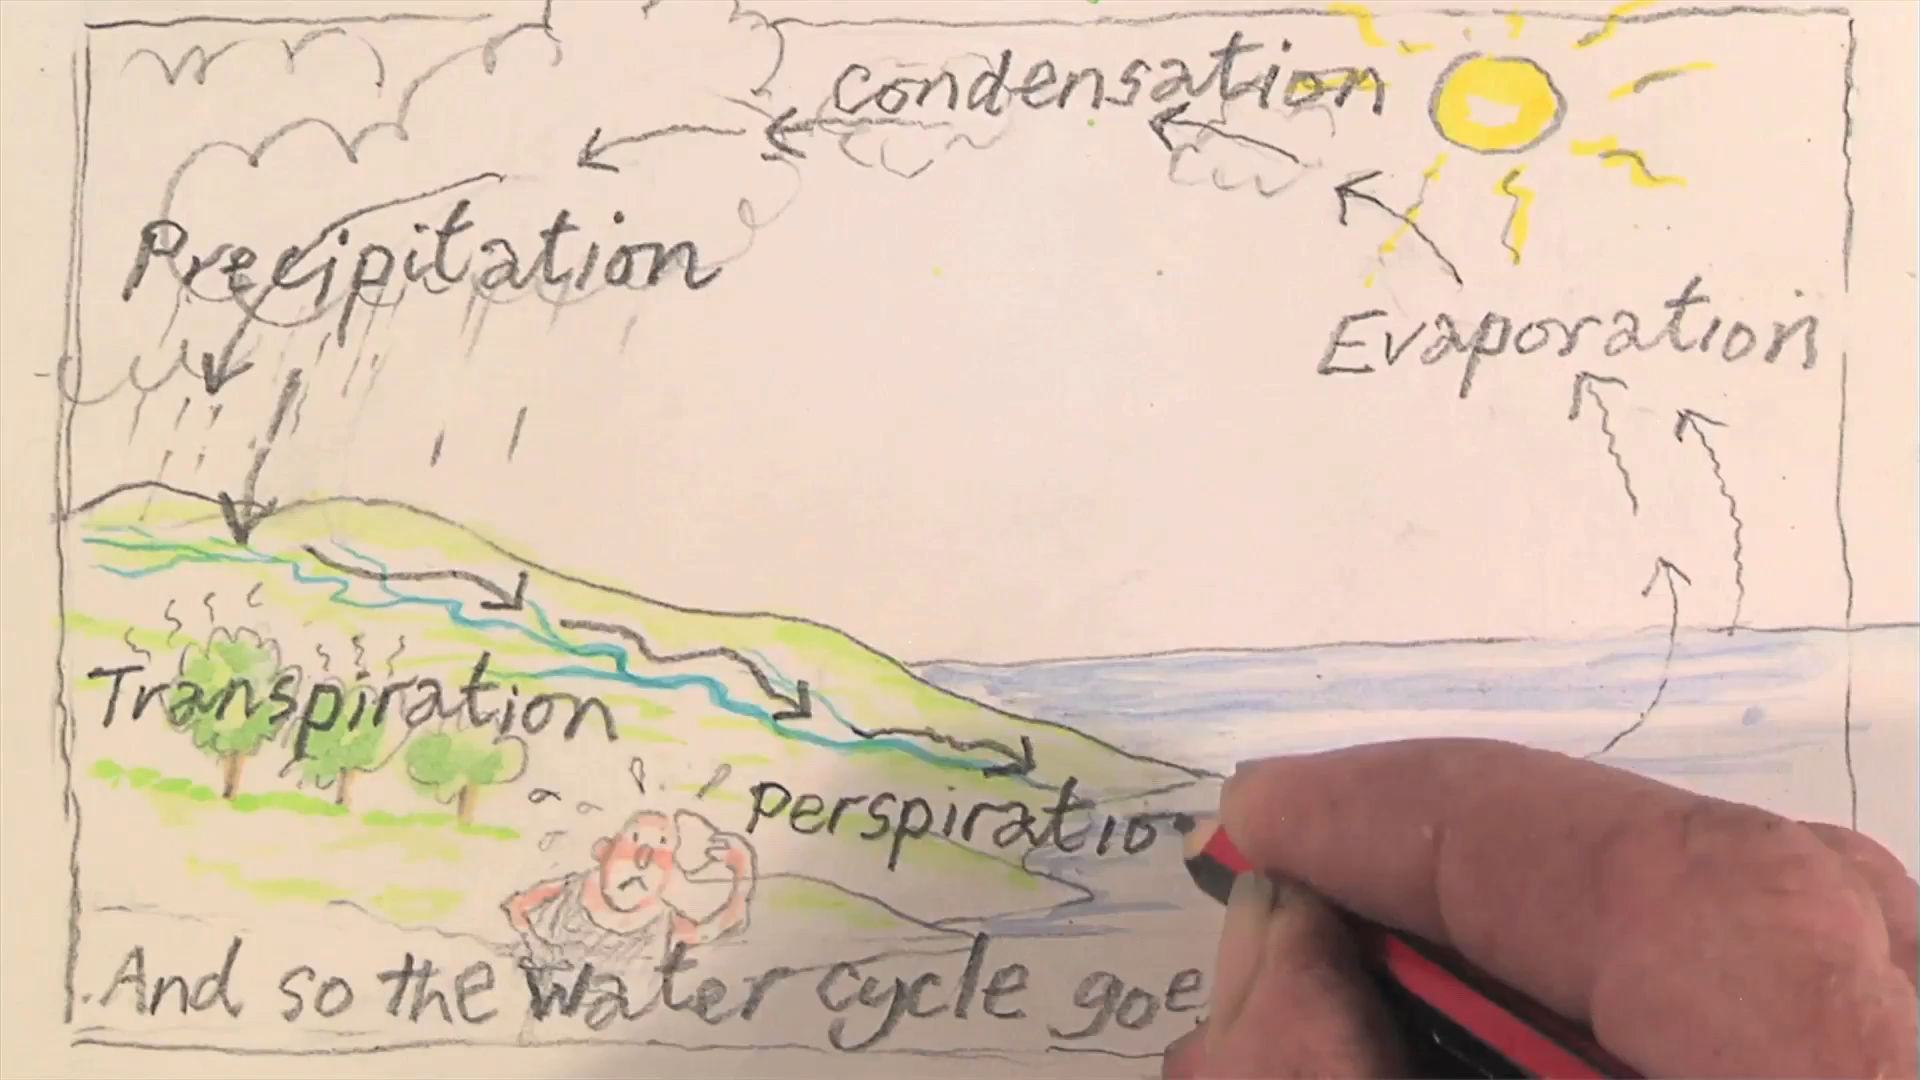 condensation
Precipitation
Evaporation
Transpiration
Perspiratio
And so the water cycle goe